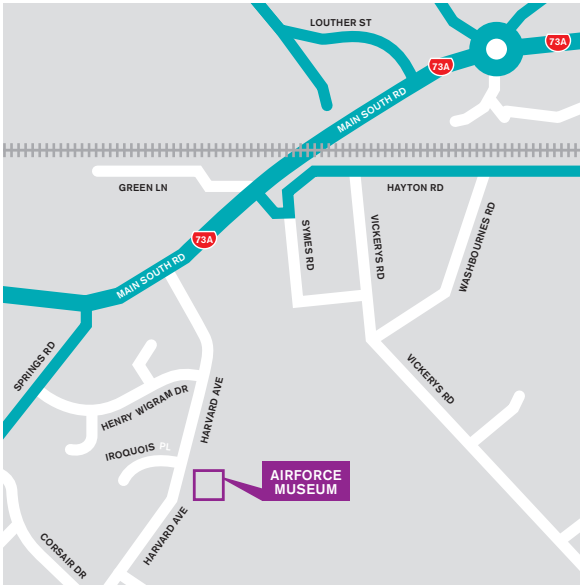 LOUTHER ST
73A
73A
MAIN SOUTH RD
GREEN LN
HAYTON RD
73A
SYMES RD
VICKERYS RD
WASHBOURNES RD
MAIN SOUTH RD
SPRINGS RD
VICKERYS RD
HENRY WIGRAM DR
HARVARD AVE
IROQUOIS PL
AIRFORCE
MUSEUM
HARVARD AVE
CORSAIR DR